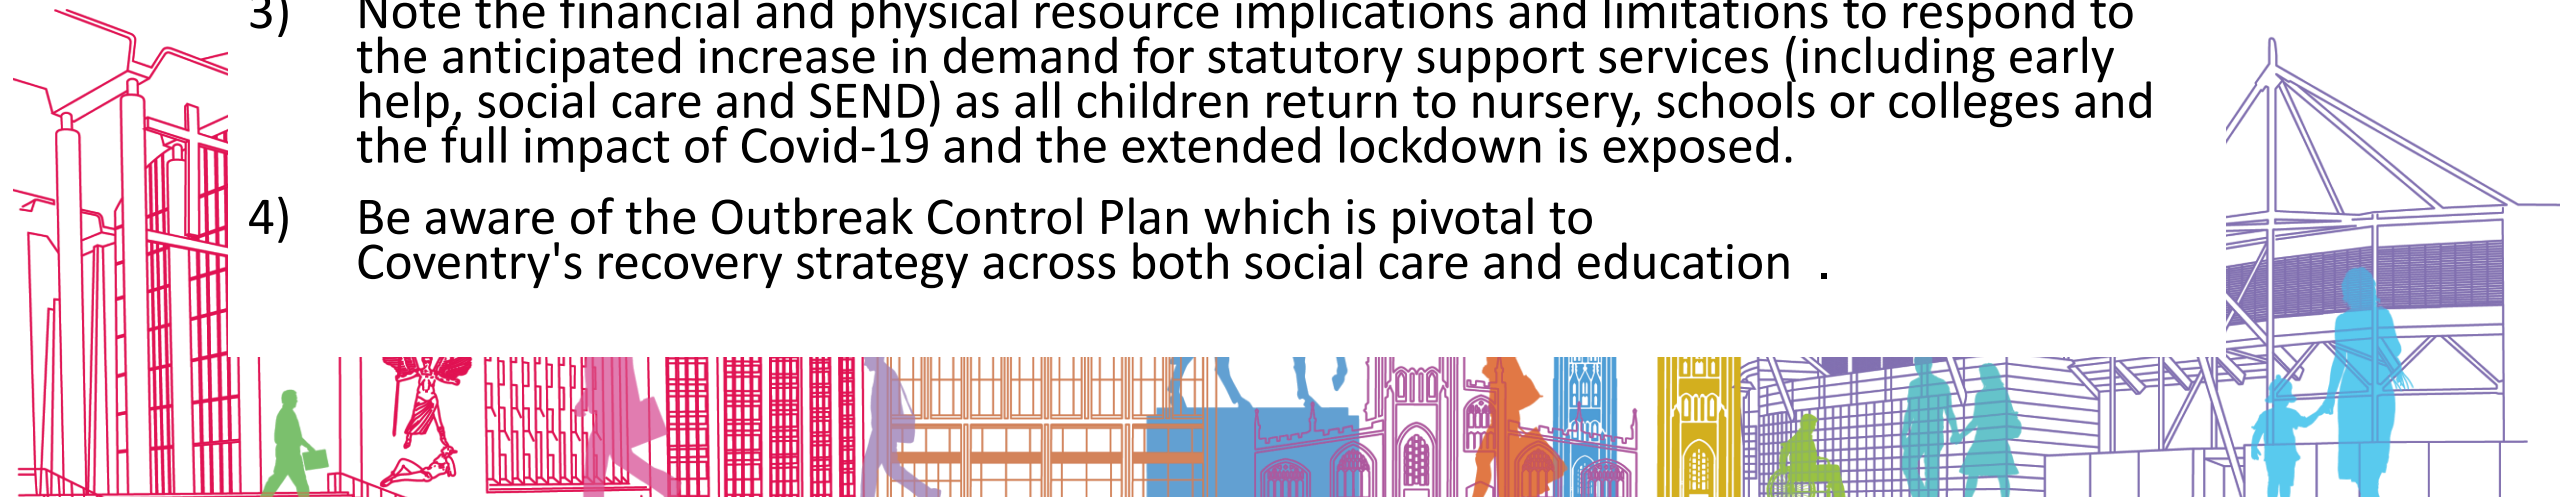 3) Note the financial and physical resource implications and limitations to respond to
the anticipated increase in demand for statutory support services (including early
help, social care and SEND) as all children return to nursery, schools or colleges and
the full impact of Covid-19 and the extended lockdown is exposed.
4) Be aware of the Outbreak Control Plan which is pivotal to
Coventry's recovery strategy across both social care and education .